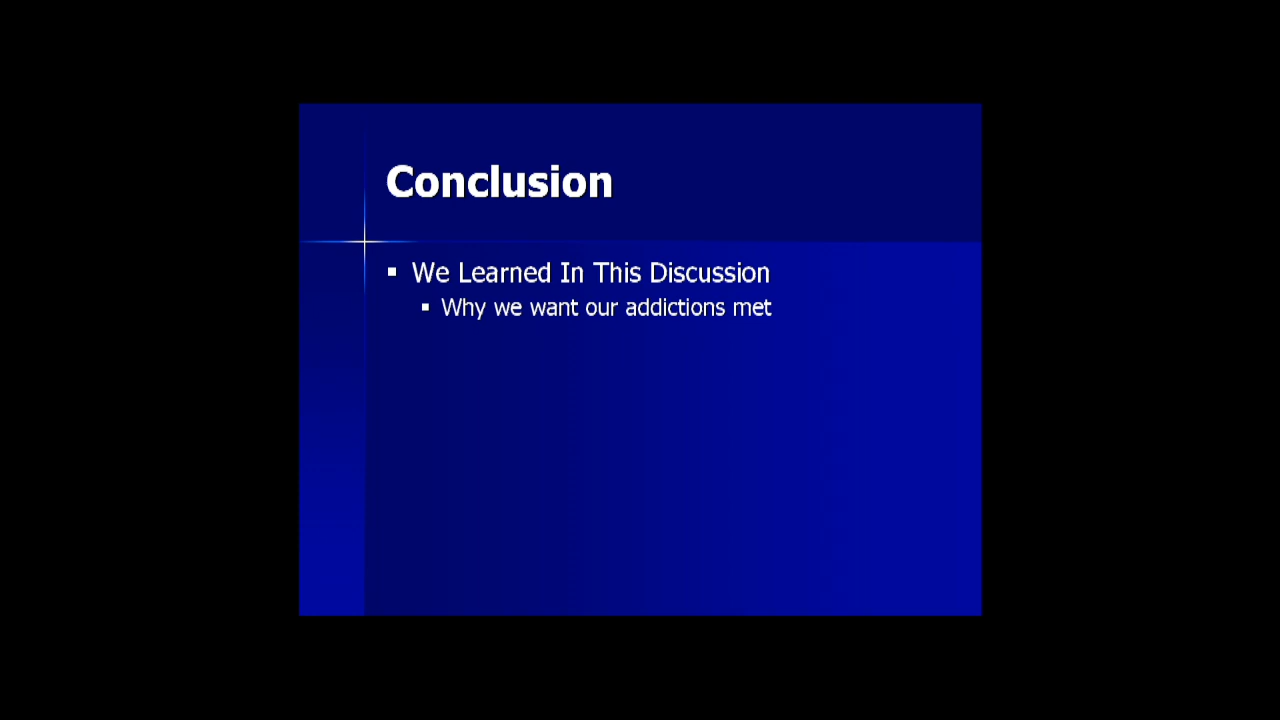 Conclusion
We Learned In This Discussion
Why we want our addictions met